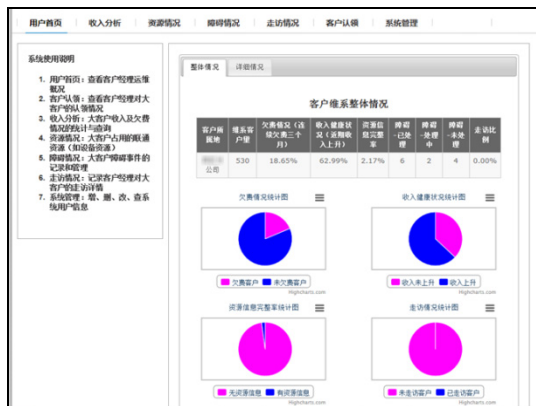 用户首页 收入分析 资源情况 障碍情况 走访情况 客户认领 系统管理
系统使用说明
1. 用户首页：查看客户经理运维
概况
2. 客户认领：查看客户经理对大
客户的认领情况
3. 收入分析：大客户收入及欠费
情况的统计与查询
4. 资源情况：大客户占用的联通
资源（如设备资源）
5. 障碍情况：大客户障碍事件的
记录和管理
6. 走访情况：记录客户经理对大
客户的走访详情
7. 系统管理：增、删、改、查系
统用户信息
整体情况 详细情况
客户维系整体情况
客户所属地 维系客户里 欠费情况（连续欠费三个月） 收入健康状况（近期收入上升） 资源信息完整率 障碍-已处理 障碍-处理中 障碍-未处理 走访比例
公司 530 18.65% 62.99% 2.17% 6 2 4 0.00%
欠费情况统计图
欠费客户 未欠费客户
Highcharts.com
收入健康状况统计图
收入未上升 收入上升
Highcharts.com
资源信息完整率统计图
无资源信息 有资源信息
Highcharts.com
走访情况统计图
未走访客户 已走访客户
Highcharts.com